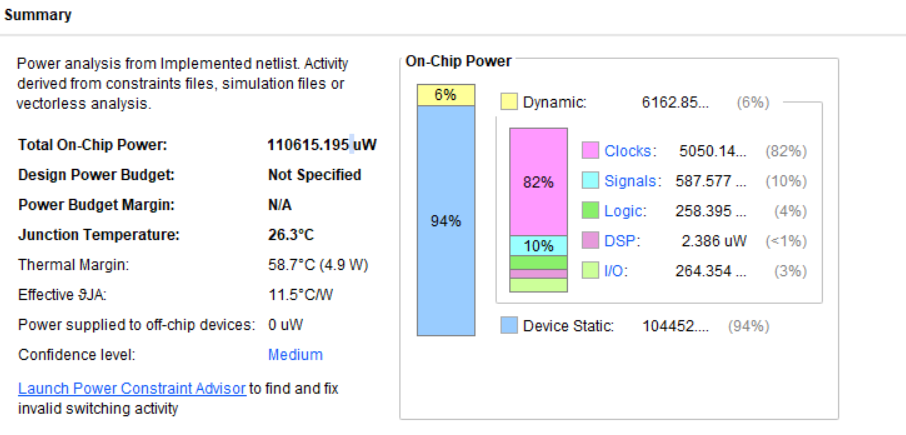 Summary
Power analysis from Implemented netlist. Activity
derived from constraints files, simulation files or
vectorless analysis.
Total On-Chip Power: 110615.195 uW
Design Power Budget: Not Specified
Power Budget Margin: N/A
Junction Temperature: 26.3°C
Thermal Margin: 58.7°C (4.9 W)
Effective ϑJA: 11.5°C/W
Power supplied to off-chip devices: 0 uW
Confidence level: Medium
Launch Power Constraint Advisor to find and fix
invalid switching activity
On-Chip Power
6%
94%
Dynamic: 6162.85... (6%)
82%
10%
Clocks: 5050.14... (82%)
Signals: 587.577 ... (10%)
Logic: 258.395 ... (4%)
DSP: 2.386 uW (<1%)
I/O: 264.354 ... (3%)
Device Static: 104452.... (94%)